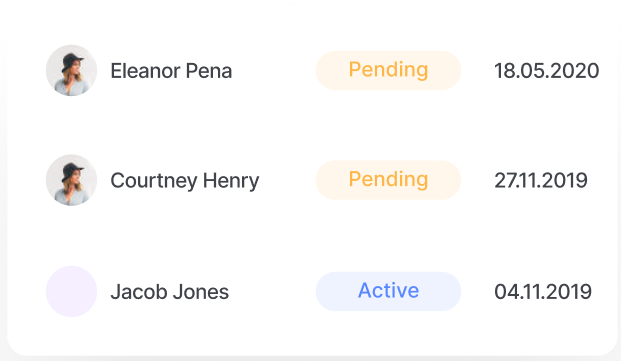 Eleanor Pena Pending 18.05.2020
Courtney Henry Pending 27.11.2019
Jacob Jones Active 04.11.2019